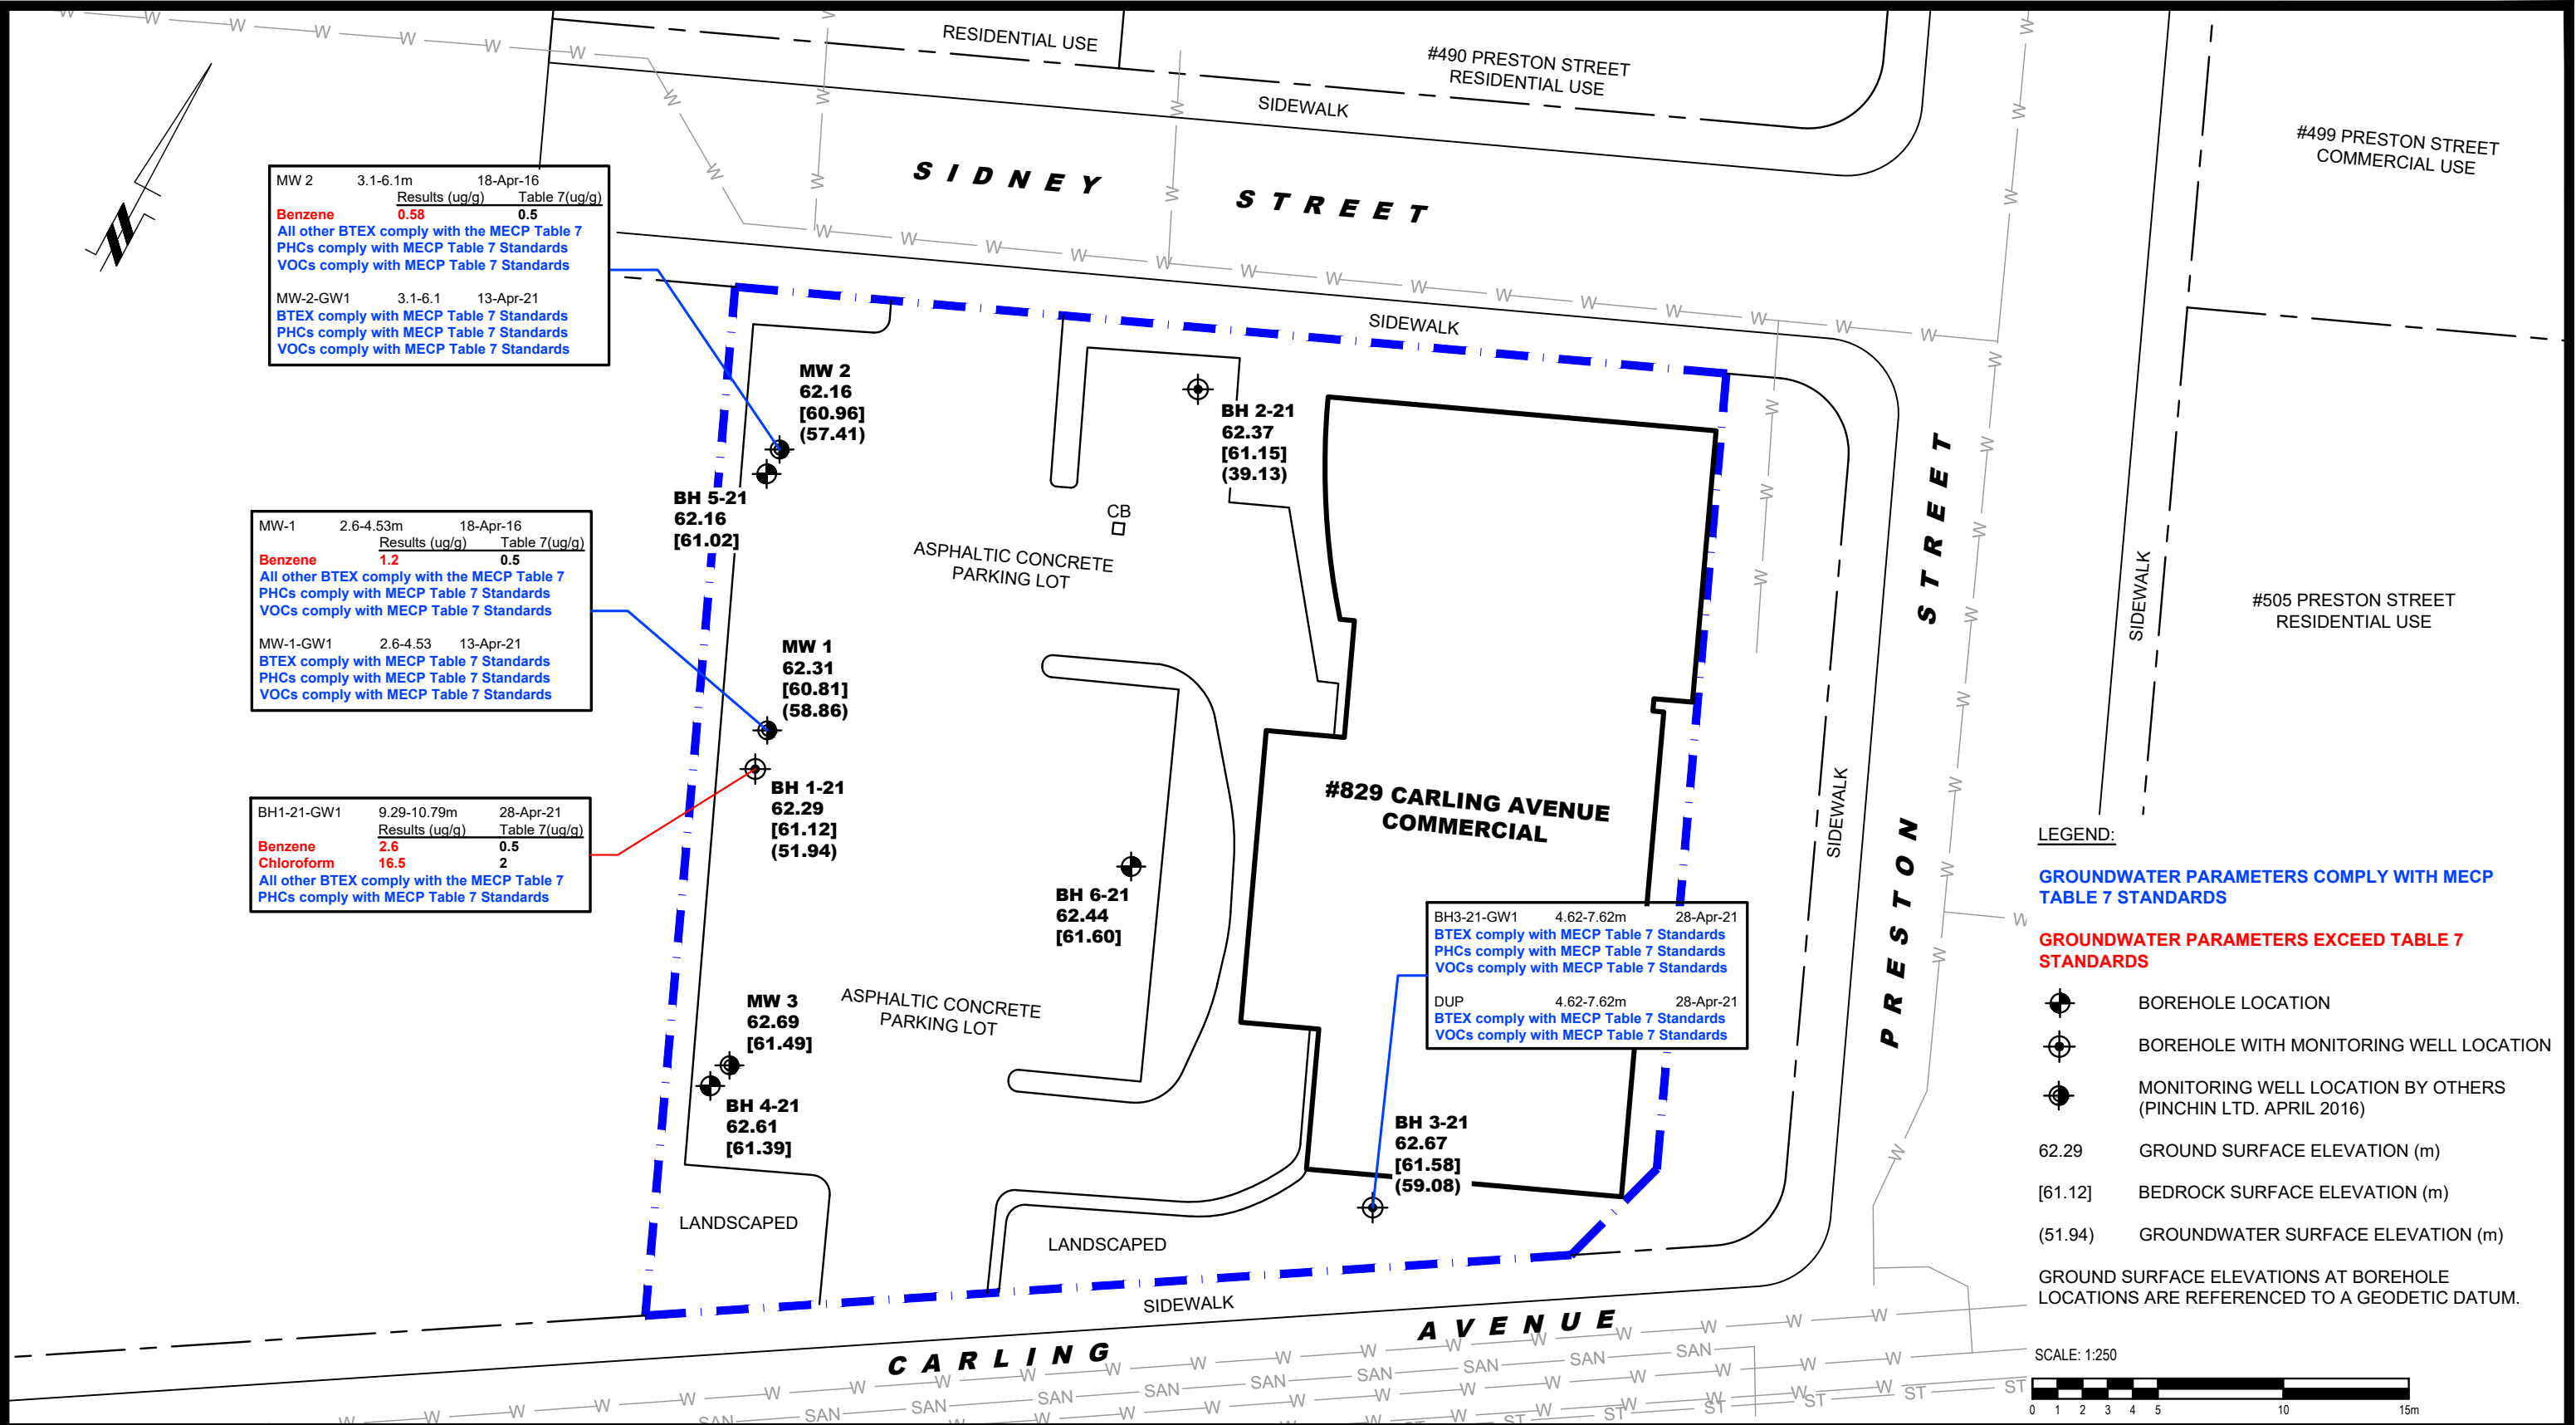 RESIDENTIAL USE
#490 PRESTON STREET
RESIDENTIAL USE
SIDEWALK
#499 PRESTON STREET
COMMERCIAL USE
SIDNEY STREET
MW 2 3.1-6.1m 18-Apr-16
Results (ug/g) Table 7(ug/g)
Benzene 0.58 0.5
All other BTEX comply with the MECP Table 7
PHCs comply with MECP Table 7 Standards
VOCs comply with MECP Table 7 Standards
MW-2-GW1 3.1-6.1 13-Apr-21
BTEX comply with MECP Table 7 Standards
PHCs comply with MECP Table 7 Standards
VOCs comply with MECP Table 7 Standards
SIDEWALK
MW 2
62.16
[60.96]
(57.41)
BH 2-21
62.37
[61.15]
(39.13)
BH 5-21
62.16
[61.02]
CB
ASPHALTIC CONCRETE
PARKING LOT
MW-1 2.6-4.53m 18-Apr-16
Results (ug/g) Table 7(ug/g)
Benzene 1.2 0.5
All other BTEX comply with the MECP Table 7
PHCs comply with MECP Table 7 Standards
VOCs comply with MECP Table 7 Standards
MW-1-GW1 2.6-4.53 13-Apr-21
BTEX comply with MECP Table 7 Standards
PHCs comply with MECP Table 7 Standards
VOCs comply with MECP Table 7 Standards
MW 1
62.31
[60.81]
(58.86)
BH 1-21
62.29
[61.12]
(51.94)
BH1-21-GW1 9.29-10.79m 28-Apr-21
Results (ug/g) Table 7(ug/g)
Benzene 2.6 0.5
Chloroform 16.5 2
All other BTEX comply with the MECP Table 7
PHCs comply with MECP Table 7 Standards
#829 CARLING AVENUE
COMMERCIAL
SIDEWALK
PRESTON STREET
SIDEWALK
#505 PRESTON STREET
RESIDENTIAL USE
BH 6-21
62.44
[61.60]
BH3-21-GW1 4.62-7.62m 28-Apr-21
BTEX comply with MECP Table 7 Standards
PHCs comply with MECP Table 7 Standards
VOCs comply with MECP Table 7 Standards
DUP 4.62-7.62m 28-Apr-21
BTEX comply with MECP Table 7 Standards
VOCs comply with MECP Table 7 Standards
MW 3
62.69
[61.49]
ASPHALTIC CONCRETE
PARKING LOT
BH 4-21
62.61
[61.39]
BH 3-21
62.67
[61.58]
(59.08)
LANDSCAPED
LANDSCAPED
SIDEWALK
CARLING AVENUE
LEGEND:
GROUNDWATER PARAMETERS COMPLY WITH MECP
TABLE 7 STANDARDS
GROUNDWATER PARAMETERS EXCEED TABLE 7
STANDARDS
BOREHOLE LOCATION
BOREHOLE WITH MONITORING WELL LOCATION
MONITORING WELL LOCATION BY OTHERS
(PINCHIN LTD. APRIL 2016)
62.29 GROUND SURFACE ELEVATION (m)
[61.12] BEDROCK SURFACE ELEVATION (m)
(51.94) GROUNDWATER SURFACE ELEVATION (m)
GROUND SURFACE ELEVATIONS AT BOREHOLE
LOCATIONS ARE REFERENCED TO A GEODETIC DATUM.
SCALE: 1:250
0 1 2 3 4 5 10 15m
W W W W W W W
SAN SAN SAN SAN SAN SAN SAN SAN SAN
ST ST ST ST ST